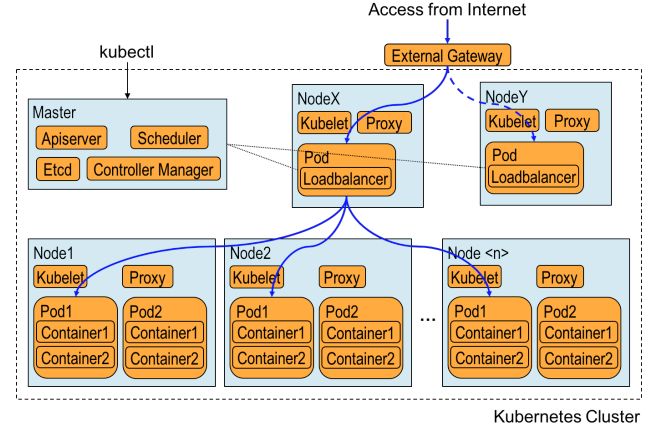 Access from Internet
kubectl
External Gateway
Master
Apiserver
Scheduler
Etcd
Controller Manager
NodeX
Kubelet
Proxy
Pod
Loadbalancer
NodeY
Kubelet
Proxy
Pod
Loadbalancer
Node1
Kubelet
Proxy
Pod1
Container1
Container2
Pod2
Container1
Container2
Node2
Kubelet
Proxy
Pod1
Container1
Container2
Pod2
Container1
Container2
...
Node <n>
Kubelet
Proxy
Pod1
Container1
Container2
Pod2
Container1
Container2
Kubernetes Cluster